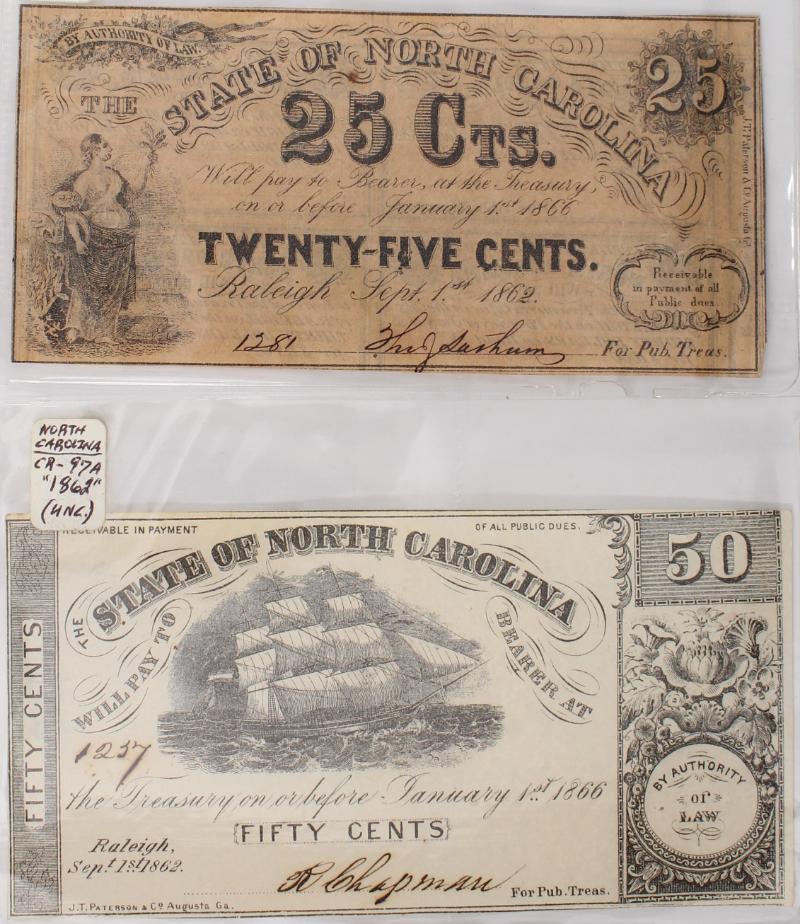 BY AUTHORITY OF LAW.
THE
STATE OF NORTH CAROLINA
25
25 CTS.
Will pay to Bearer, at the Treasury,
on or before January 1st 1866
TWENTY-FIVE CENTS.
Raleigh Sept. 1st 1862.
Receivable
in payment of all
Public dues.
1281
For Pub. Treas.
J.T. Paterson & Co Augusta Ga.
NORTH
CAROLINA
CR-97A
"1862"
(UNC.)
RECEIVABLE IN PAYMENT OF ALL PUBLIC DUES.
THE STATE OF NORTH CAROLINA
50
WILL PAY TO BEARER AT
FIFTY CENTS
1257
the Treasury on or before January 1st 1866
FIFTY CENTS
BY AUTHORITY
of
LAW
Raleigh,
Sept. 1st 1862.
R Chapman
For Pub. Treas.
J.T. PATERSON & Co Augusta Ga.